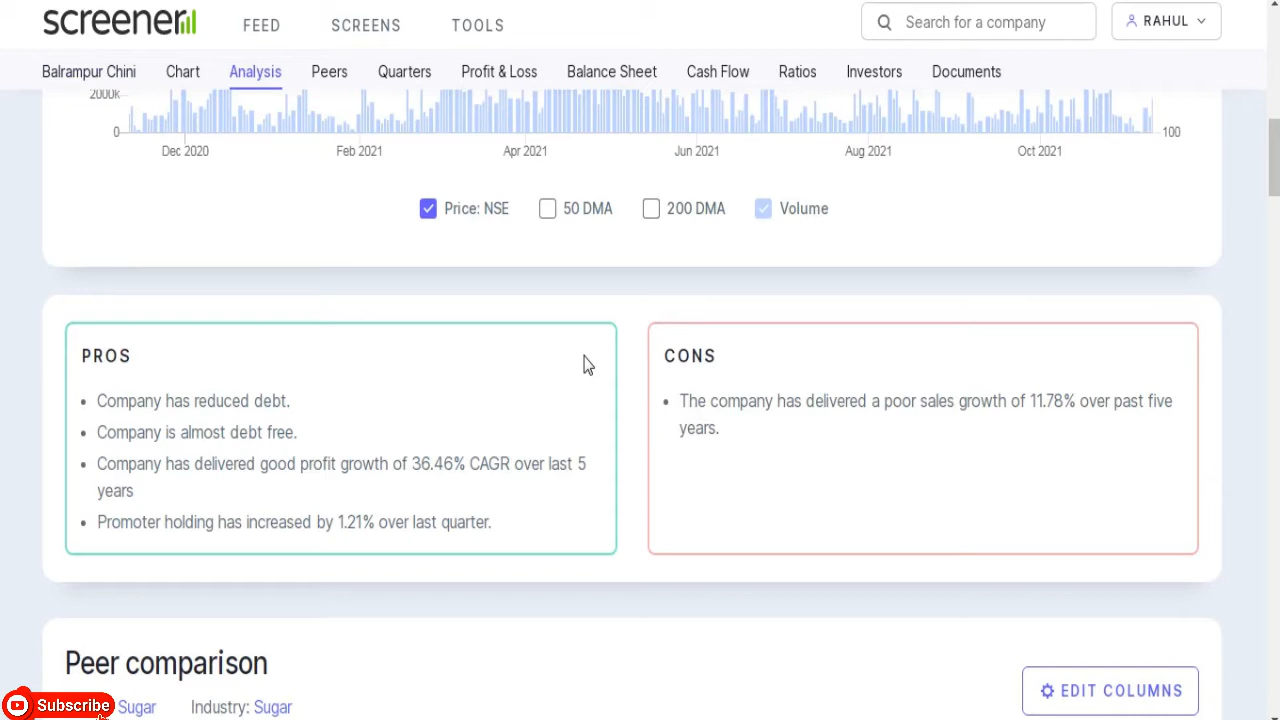 screener
FEED SCREENS TOOLS
Search for a company
RAHUL
Balrampur Chini Chart Analysis Peers Quarters Profit & Loss Balance Sheet Cash Flow Ratios Investors Documents
2000k
0
100
Dec 2020 Feb 2021 Apr 2021 Jun 2021 Aug 2021 Oct 2021
Price: NSE 50 DMA 200 DMA Volume
PROS
Company has reduced debt.
Company is almost debt free.
Company has delivered good profit growth of 36.46% CAGR over last 5
years
Promoter holding has increased by 1.21% over last quarter.
CONS
The company has delivered a poor sales growth of 11.78% over past five
years.
Peer comparison
EDIT COLUMNS
Subscribe
Sugar Industry: Sugar